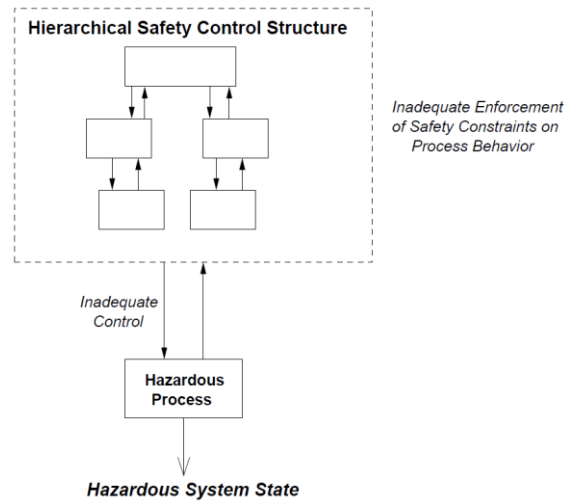 Hierarchical Safety Control Structure
Inadequate Enforcement
of Safety Constraints on
Process Behavior
Inadequate
Control
Hazardous
Process
Hazardous System State